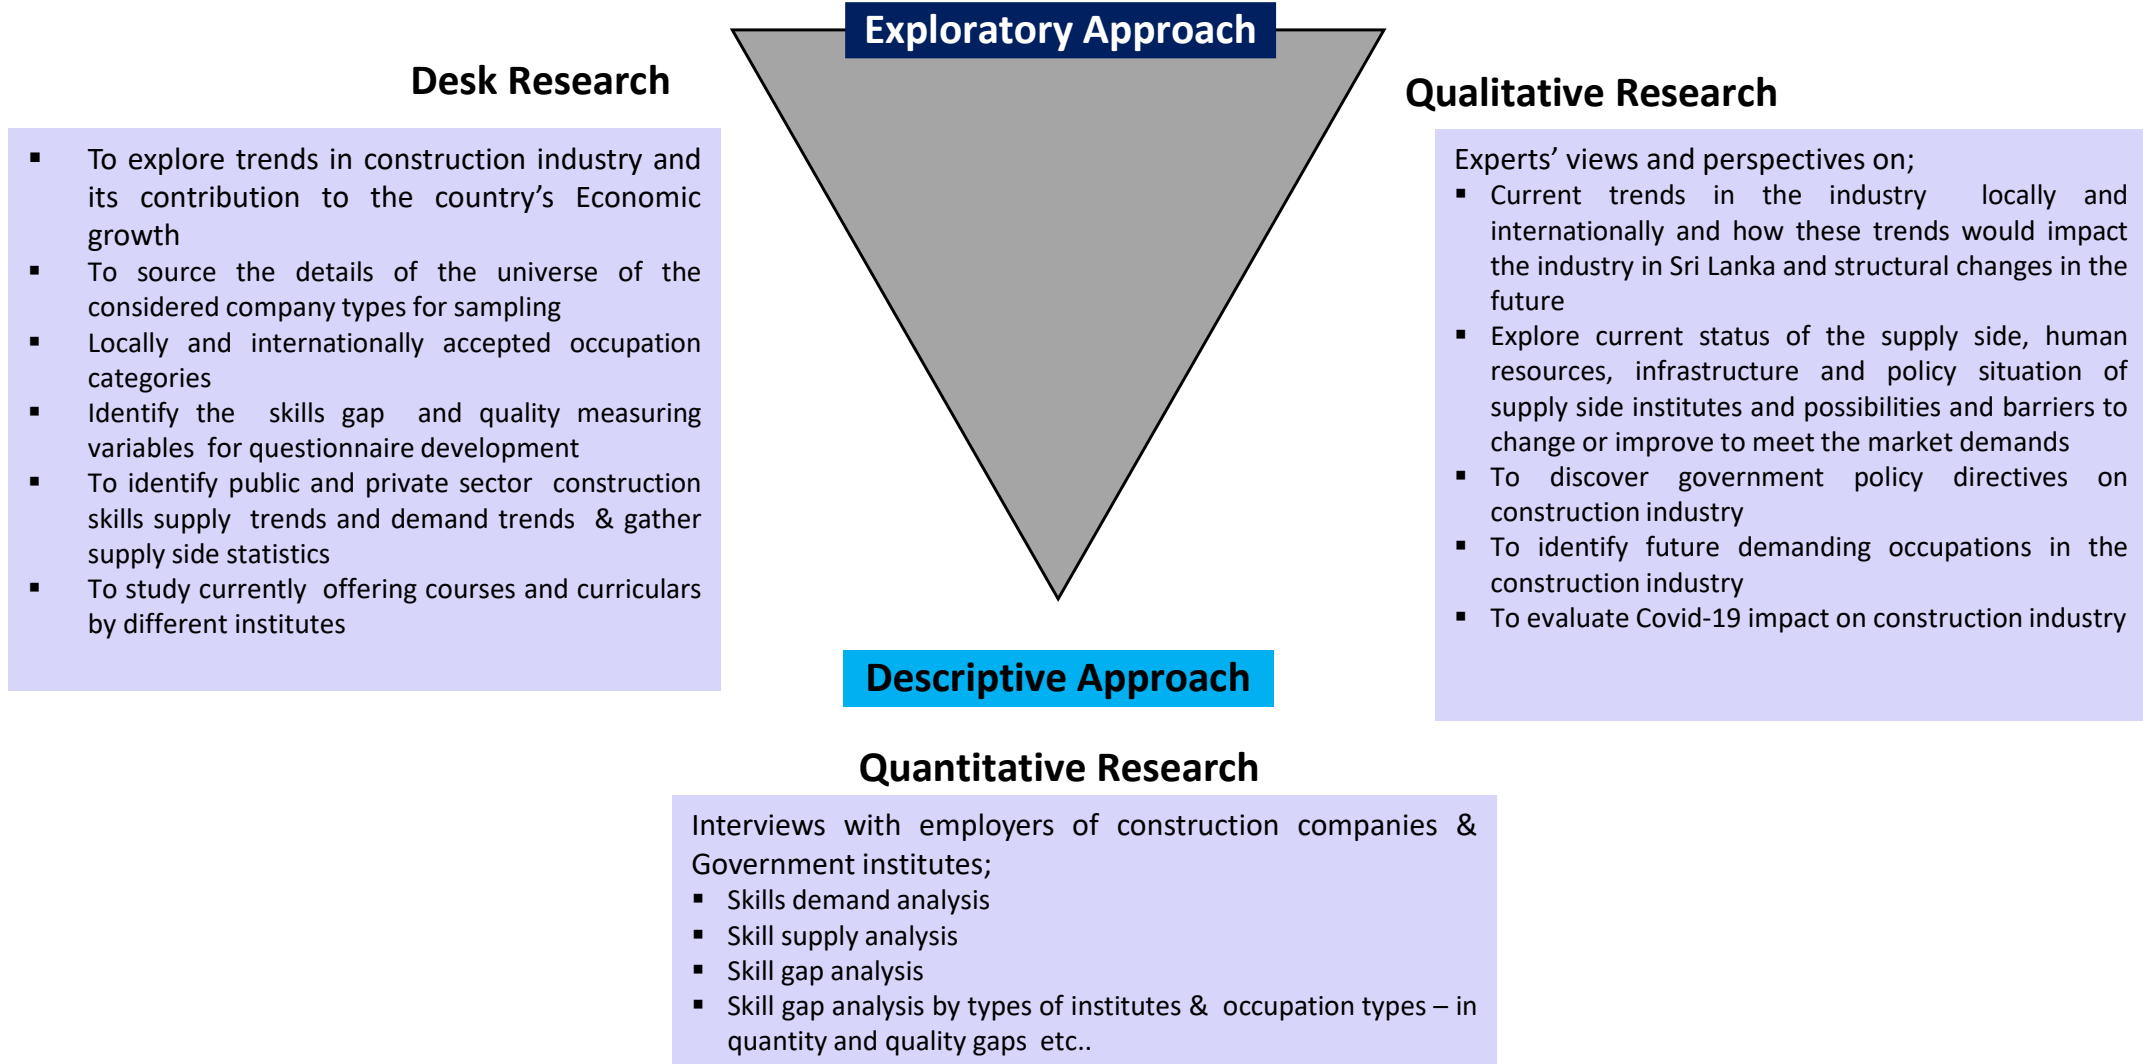 Exploratory Approach
Desk Research
▪ To explore trends in construction industry and
its contribution to the country’s Economic
growth
▪ To source the details of the universe of the
considered company types for sampling
▪ Locally and internationally accepted occupation
categories
▪ Identify the skills gap and quality measuring
variables for questionnaire development
▪ To identify public and private sector construction
skills supply trends and demand trends & gather
supply side statistics
▪ To study currently offering courses and curriculars
by different institutes
Qualitative Research
Experts’ views and perspectives on;
▪ Current trends in the industry locally and
internationally and how these trends would impact
the industry in Sri Lanka and structural changes in the
future
▪ Explore current status of the supply side, human
resources, infrastructure and policy situation of
supply side institutes and possibilities and barriers to
change or improve to meet the market demands
▪ To discover government policy directives on
construction industry
▪ To identify future demanding occupations in the
construction industry
▪ To evaluate Covid-19 impact on construction industry
Descriptive Approach
Quantitative Research
Interviews with employers of construction companies &
Government institutes;
▪ Skills demand analysis
▪ Skill supply analysis
▪ Skill gap analysis
▪ Skill gap analysis by types of institutes & occupation types – in
quantity and quality gaps etc..